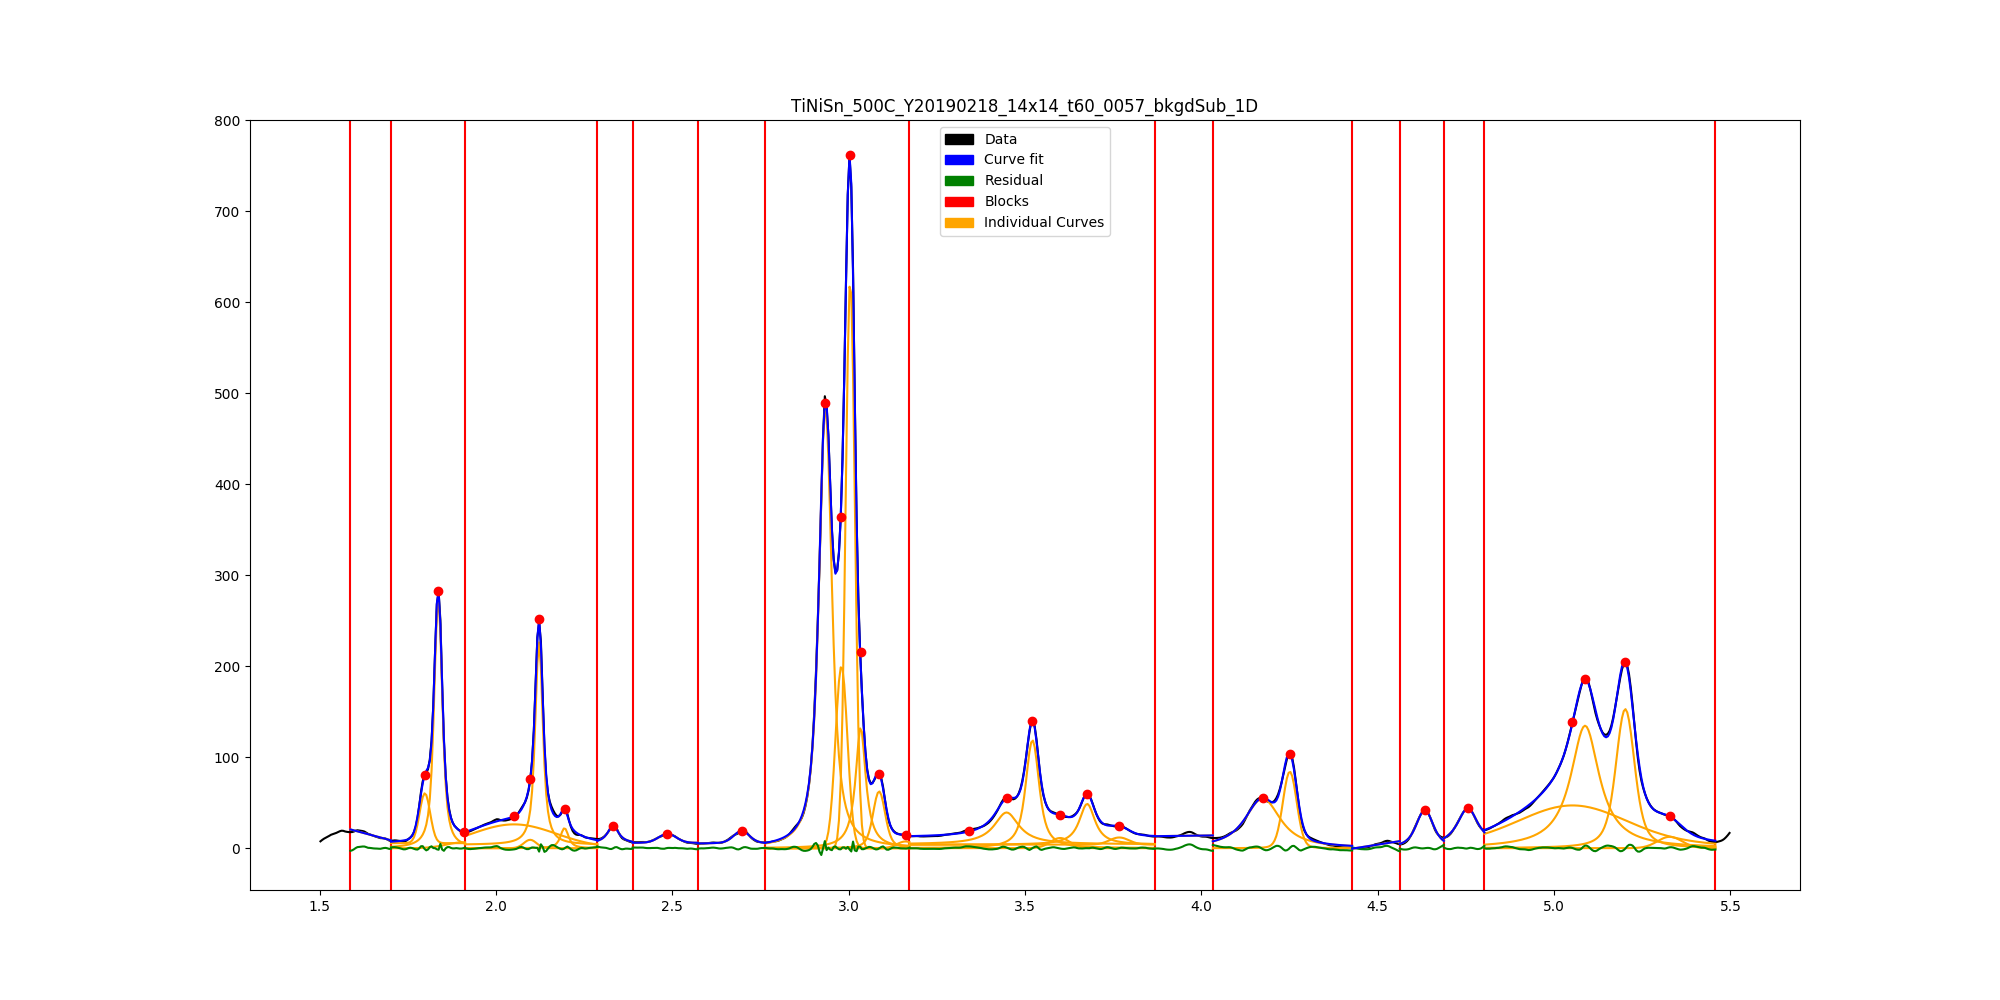 TiNiSn_500C_Y20190218_14x14_t60_0057_bkgdSub_1D
Data
Curve fit
Residual
Blocks
Individual Curves
800
700
600
500
400
300
200
100
0
1.5 2.0 2.5 3.0 3.5 4.0 4.5 5.0 5.5